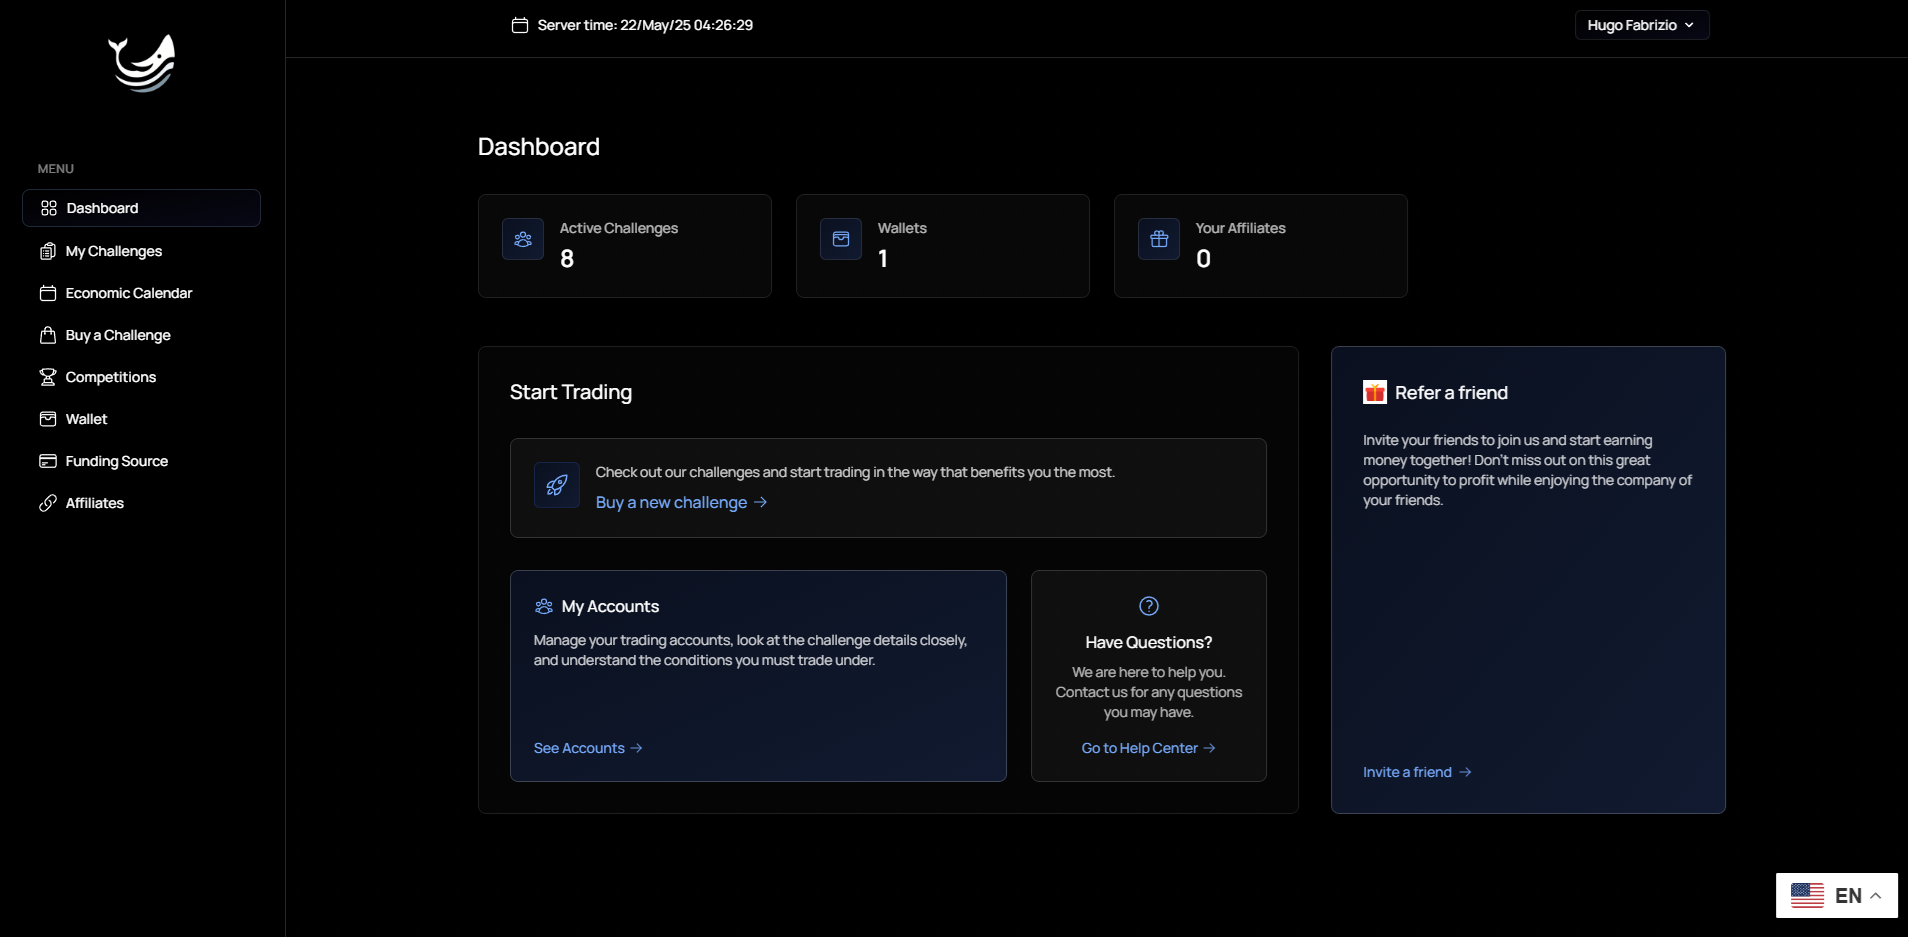 Server time: 22/May/25 04:26:29
Hugo Fabrizio
MENU
Dashboard
My Challenges
Economic Calendar
Buy a Challenge
Competitions
Wallet
Funding Source
Affiliates
Dashboard
Active Challenges
8
Wallets
1
Your Affiliates
0
Start Trading
Check out our challenges and start trading in the way that benefits you the most.
Buy a new challenge →
My Accounts
Manage your trading accounts, look at the challenge details closely,
and understand the conditions you must trade under.
See Accounts →
Have Questions?
We are here to help you.
Contact us for any questions
you may have.
Go to Help Center →
Refer a friend
Invite your friends to join us and start earning
money together! Don't miss out on this great
opportunity to profit while enjoying the company of
your friends.
Invite a friend →
EN